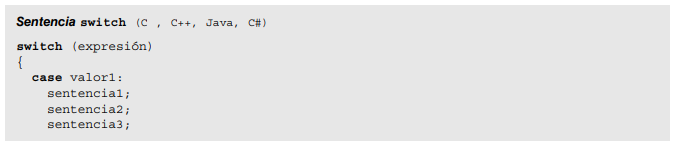 Sentencia switch (C , C++, Java, C#)
switch (expresión)
{
case valor1:
sentencia1;
sentencia2;
sentencia3;